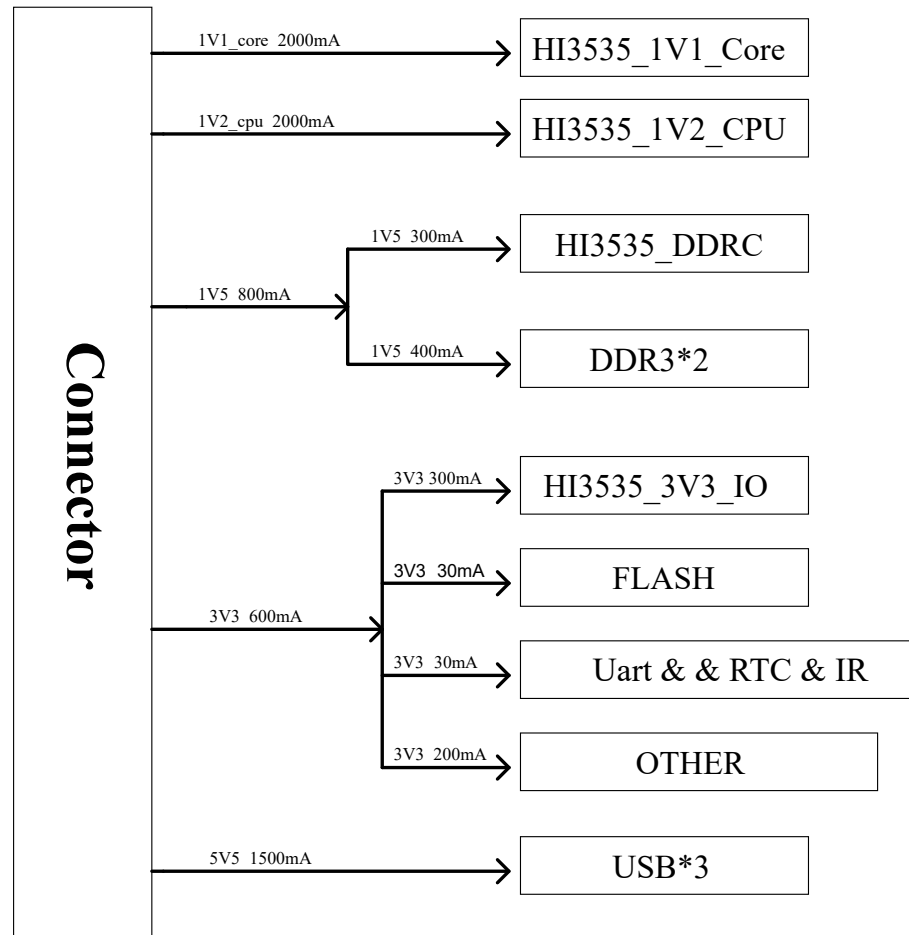 Connector
1V1_core 2000mA
HI3535_1V1_Core
1V2_cpu 2000mA
HI3535_1V2_CPU
1V5 800mA
1V5 300mA
HI3535_DDRC
1V5 400mA
DDR3*2
3V3 600mA
3V3 300mA
HI3535_3V3_IO
3V3 30mA
FLASH
3V3 30mA
Uart & & RTC & IR
3V3 200mA
OTHER
5V5 1500mA
USB*3